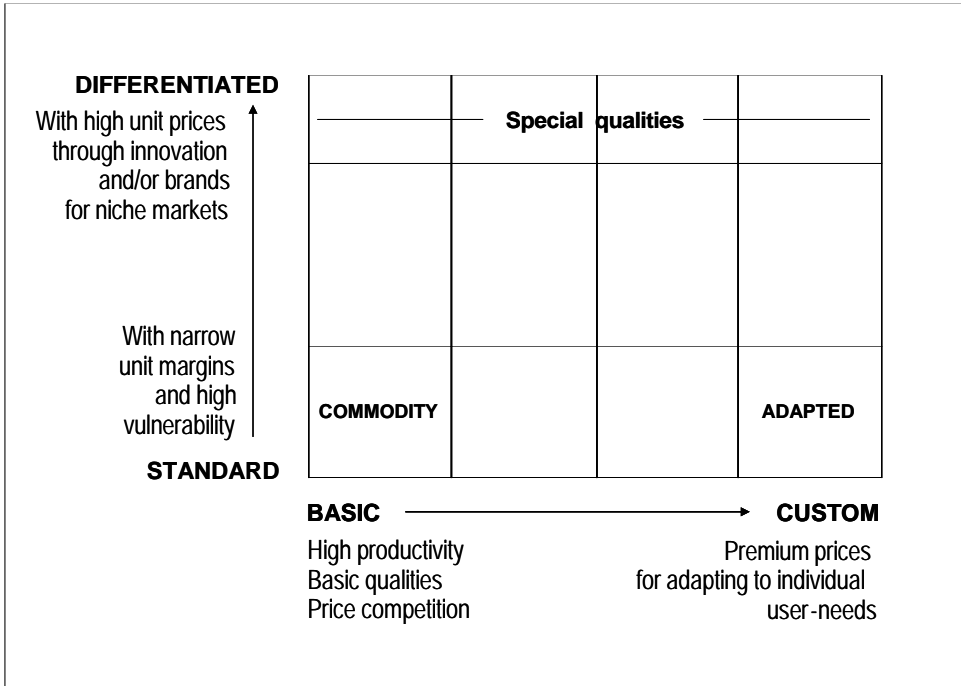 DIFFERENTIATED
With high unit prices
through innovation
and/or brands
for niche markets
Special qualities
With narrow
unit margins
and high
vulnerability
COMMODITY
ADAPTED
STANDARD
BASIC
CUSTOM
High productivity
Basic qualities
Price competition
Premium prices
for adapting to individual
user-needs